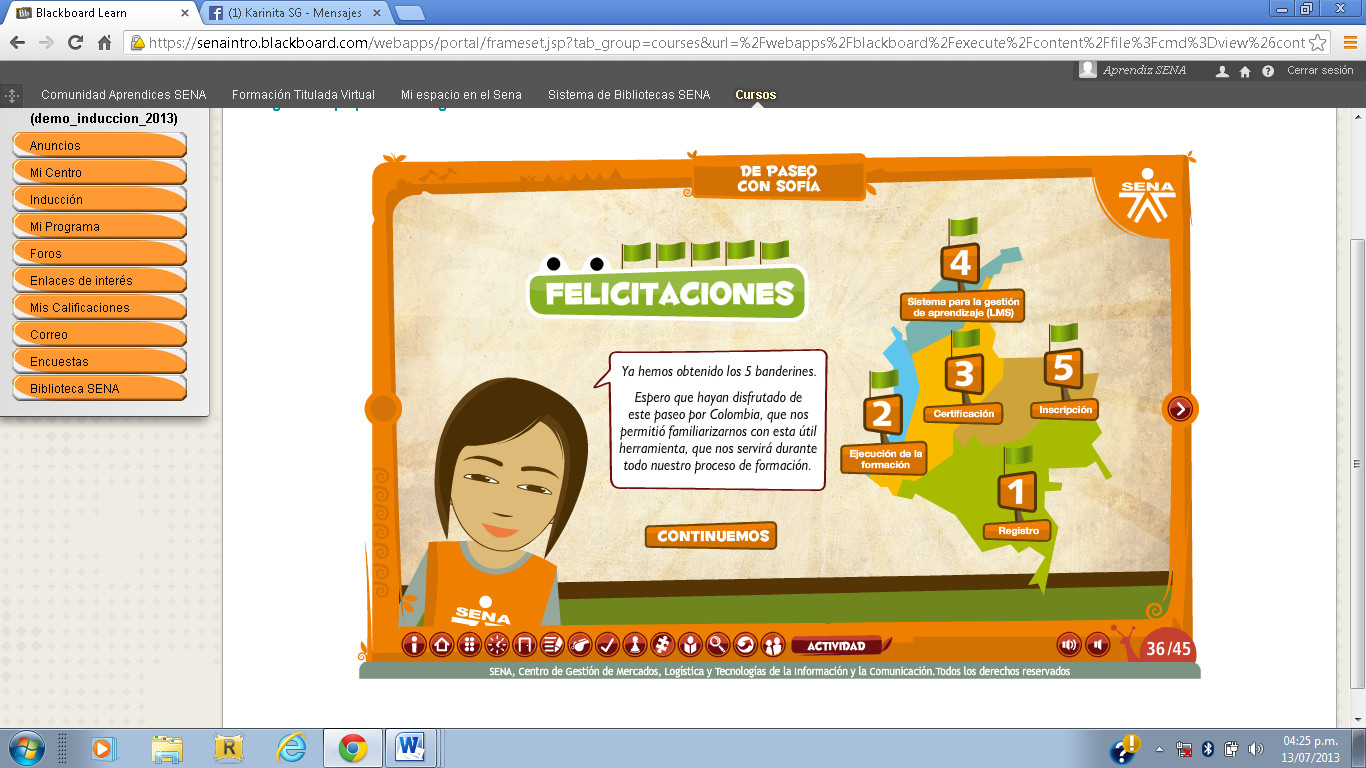 Blackboard Learn
(1) Karinita SG - Mensajes
https://senaintro.blackboard.com/webapps/portal/frameset.jsp?tab_group=courses&url=%2Fwebapps%2Fblackboard%2Fexecute%2Fcontent%2Ffile%3Fcmd%3Dview%26cont
Aprendiz SENA
Cerrar sesión
Comunidad Aprendices SENA
Formación Titulada Virtual
Mi espacio en el Sena
Sistema de Bibliotecas SENA
Cursos
(demo_induccion_2013)
Anuncios
Mi Centro
Inducción
Mi Programa
Foros
Enlaces de interés
Mis Calificaciones
Correo
Encuestas
Biblioteca SENA
DE PASEO
CON SOFÍA
SENA
FELICITACIONES
Ya hemos obtenido los 5 banderines.
Espero que hayan disfrutado de
este paseo por Colombia, que nos
permitió familiarizarnos con esta útil
herramienta, que nos servirá durante
todo nuestro proceso de formación.
CONTINUEMOS
4
Sistema para la gestión
de aprendizaje (LMS)
3
Certificación
5
Inscripción
2
Ejecución de la
formación
1
Registro
SENA
ACTIVIDAD
36/45
SENA, Centro de Gestión de Mercados, Logística y Tecnologías de la Información y la Comunicación.Todos los derechos reservados
04:25 p.m.
13/07/2013